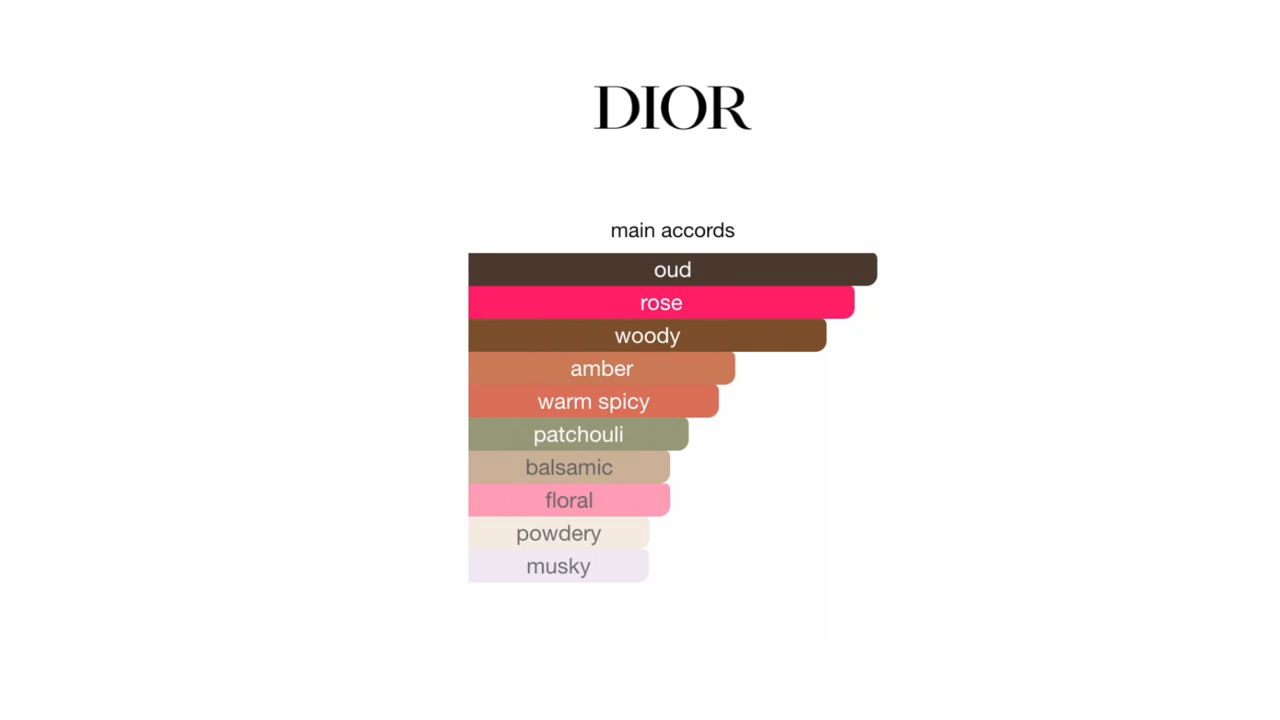 DIOR
main accords
oud
rose
woody
amber
warm spicy
patchouli
balsamic
floral
powdery
musky